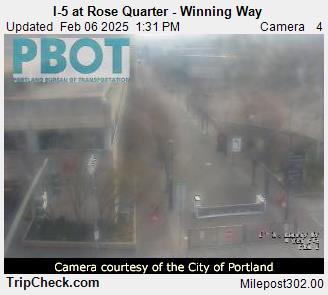 I-5 at Rose Quarter - Winning Way
Updated Feb 06 2025 1:31 PM Camera 4
PBOT
PORTLAND BUREAU OF TRANSPORTATION
Camera courtesy of the City of Portland
TripCheck.com Milepost302.00